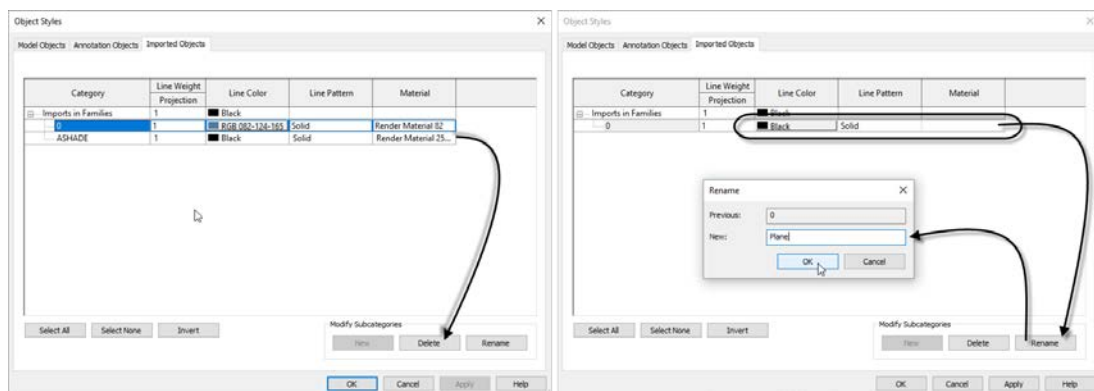 Object Styles
Model Objects Annotation Objects Imported Objects
Category Line Weight Line Color Line Pattern Material
Projection
Imports in Families 1 Black
0 1 RGB 082-124-165 Solid Render Material 82
ASHADE 1 Black Solid Render Material 25...
Select All Select None Invert
Modify Subcategories
New Delete Rename
OK Cancel Apply Help
Object Styles
Model Objects Annotation Objects Imported Objects
Category Line Weight Line Color Line Pattern Material
Projection
Imports in Families 1 Black
0 1 Black Solid
Rename
Previous: 0
New: Plane
OK Cancel
Select All Select None Invert
Modify Subcategories
New Delete Rename
OK Cancel Apply Help